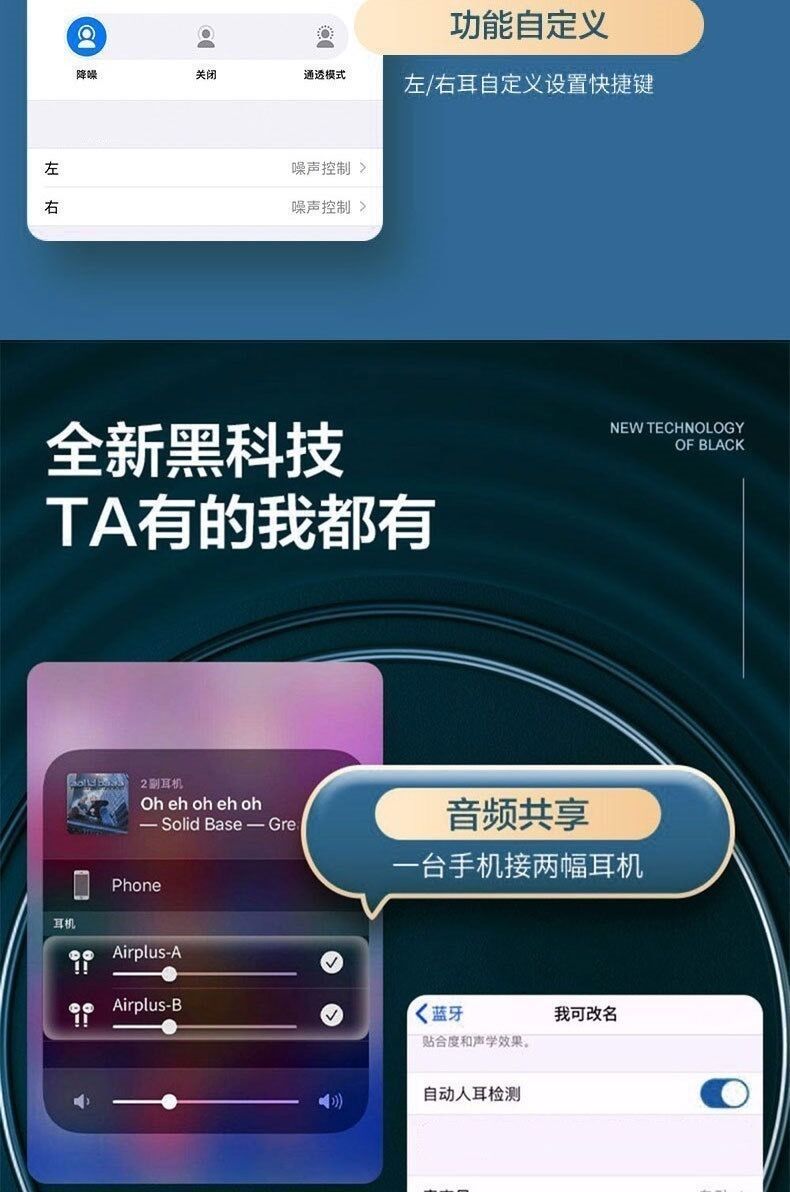 功能自定义
左/右耳自定义设置快捷键
降噪
关闭
通透模式
左
噪声控制
右
噪声控制
全新黑科技
TA有的我都有
NEW TECHNOLOGY
OF BLACK
2副耳机
Oh eh oh eh oh
— Solid Base — Grea
Phone
耳机
Airplus-A
Airplus-B
音频共享
一台手机接两幅耳机
蓝牙
我可改名
贴合度和声学效果。
自动人耳检测